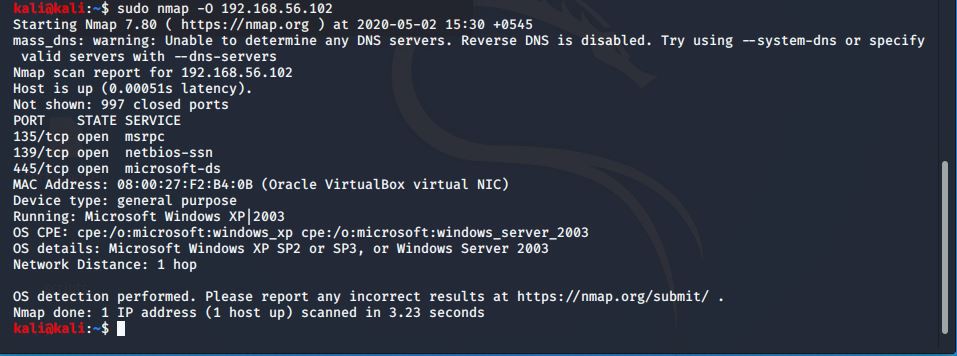 kali@kali:~$ sudo nmap -O 192.168.56.102
Starting Nmap 7.80 ( https://nmap.org ) at 2020-05-02 15:30 +0545
mass_dns: warning: Unable to determine any DNS servers. Reverse DNS is disabled. Try using --system-dns or specify
 valid servers with --dns-servers
Nmap scan report for 192.168.56.102
Host is up (0.00051s latency).
Not shown: 997 closed ports
PORT    STATE SERVICE
135/tcp open  msrpc
139/tcp open  netbios-ssn
445/tcp open  microsoft-ds
MAC Address: 08:00:27:F2:B4:0B (Oracle VirtualBox virtual NIC)
Device type: general purpose
Running: Microsoft Windows XP|2003
OS CPE: cpe:/o:microsoft:windows_xp cpe:/o:microsoft:windows_server_2003
OS details: Microsoft Windows XP SP2 or SP3, or Windows Server 2003
Network Distance: 1 hop

OS detection performed. Please report any incorrect results at https://nmap.org/submit/ .
Nmap done: 1 IP address (1 host up) scanned in 3.23 seconds
kali@kali:~$